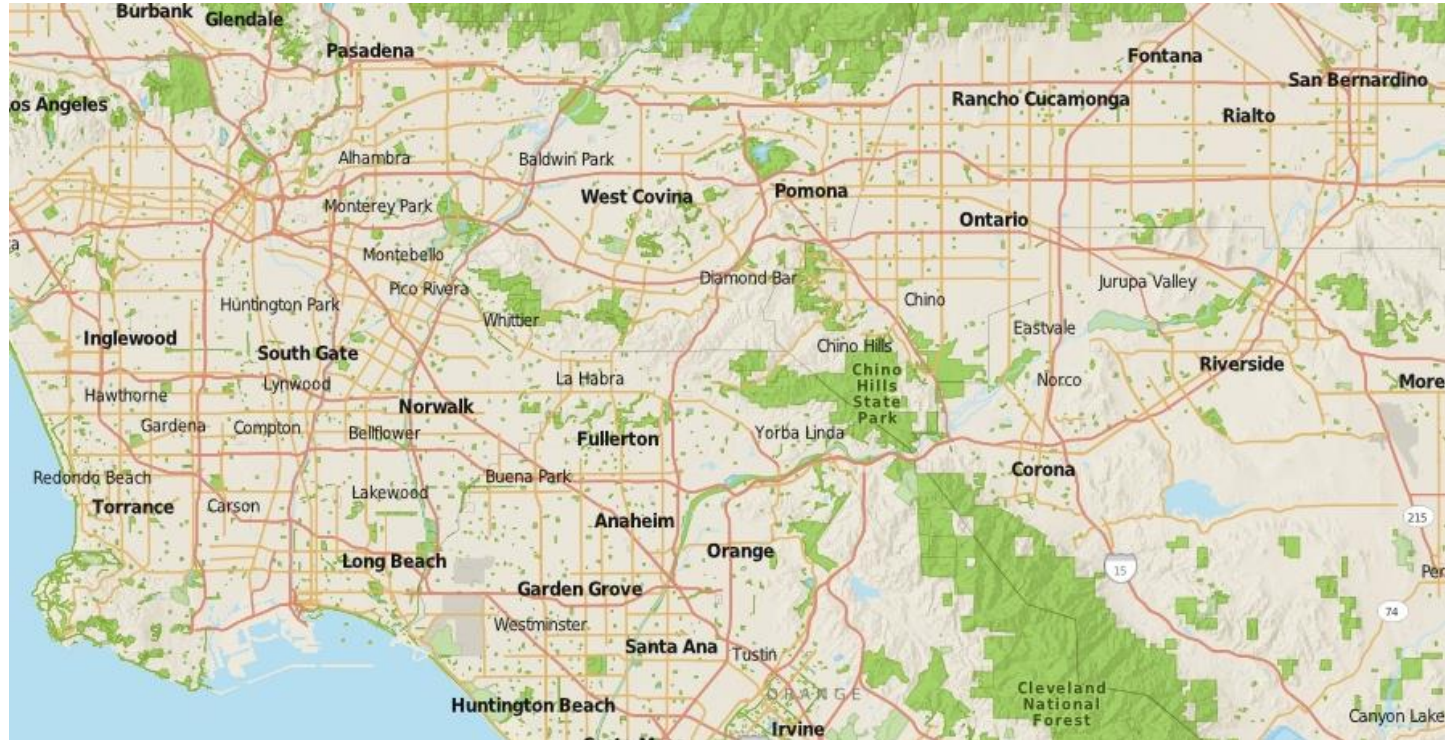 Burbank
Glendale
Pasadena
Fontana
San Bernardino
os Angeles
Rancho Cucamonga
Rialto
Alhambra
Baldwin Park
West Covina
Pomona
Monterey Park
Ontario
a
Montebello
Diamond Bar
Jurupa Valley
Pico Rivera
Chino
Huntington Park
Whittier
Eastvale
Inglewood
Chino Hills
South Gate
Riverside
Chino
Hills
State
Park
La Habra
Norco
More
Lynwood
Hawthorne
Norwalk
Gardena
Compton
Bellflower
Fullerton
Yorba Linda
Corona
Redondo Beach
Buena Park
Lakewood
Torrance
Carson
Anaheim
215
Orange
Long Beach
15
Per
Garden Grove
74
Westminster
Santa Ana
Tustin
ORANGE
Cleveland
National
Forest
Huntington Beach
Canyon Lake
Irvine